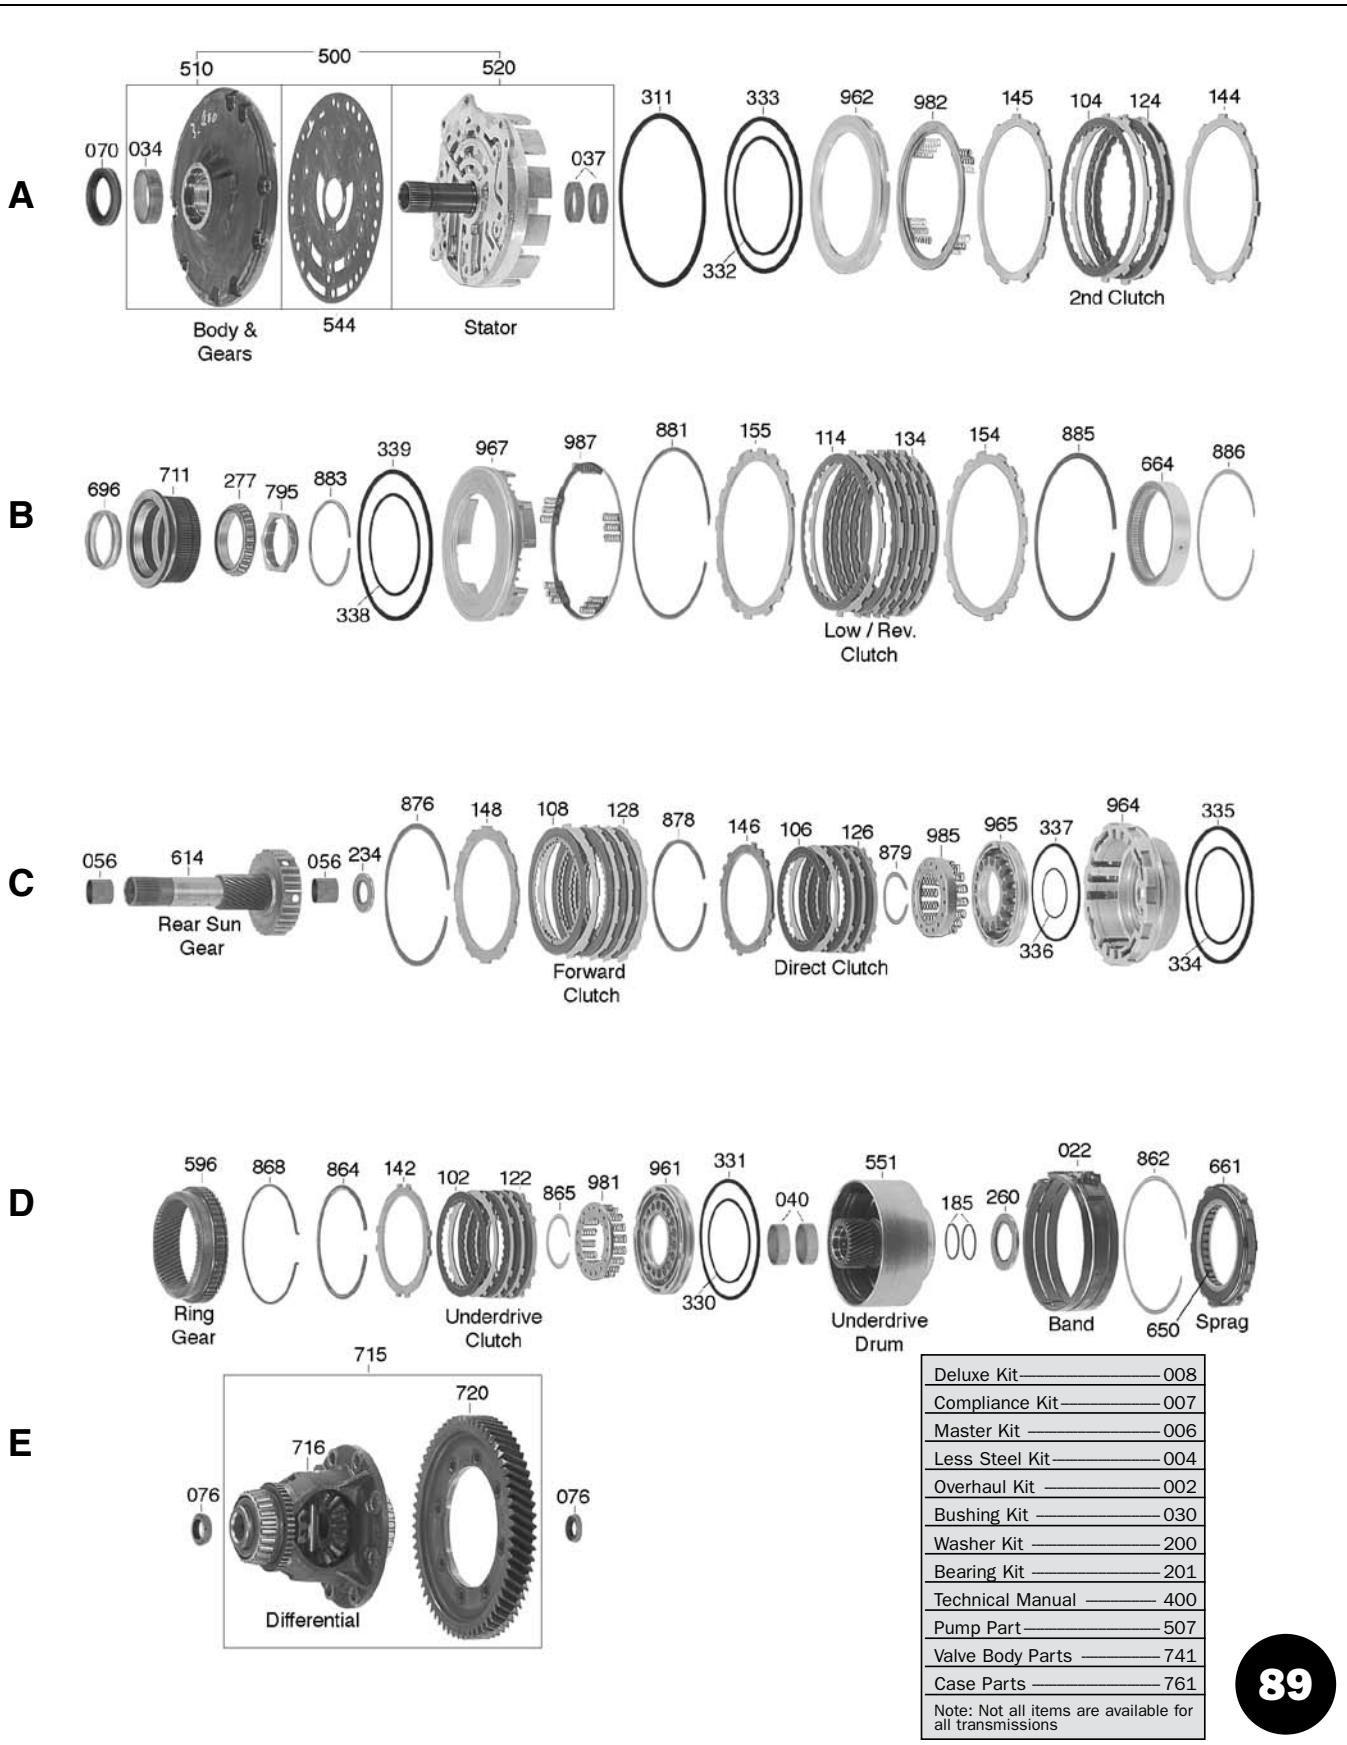 500
510
520
311
333
962
982
145
104
124
144
070
034
037
A
332
2nd Clutch
Body &
Gears
544
Stator
696
711
277
795
883
339
967
987
881
155
114
134
154
885
664
886
B
338
Low / Rev.
Clutch
056
614
056
234
876
148
108
128
878
146
106
126
879
985
965
337
964
335
C
Rear Sun
Gear
336
334
Forward
Clutch
Direct Clutch
596
868
864
142
102
122
865
981
961
331
040
551
185
260
022
862
661
D
330
Ring
Gear
Underdrive
Clutch
Underdrive
Drum
Band
650
Sprag
715
720
716
E
076
076
Differential
Deluxe Kit 008
Compliance Kit 007
Master Kit 006
Less Steel Kit 004
Overhaul Kit 002
Bushing Kit 030
Washer Kit 200
Bearing Kit 201
Technical Manual 400
Pump Part 507
Valve Body Parts 741
Case Parts 761
Note: Not all items are available for
all transmissions
89